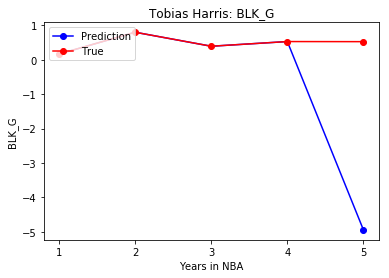 Tobias Harris: BLK_G
Prediction
True
1
0
−1
−2
−3
−4
−5
BLK_G
1 2 3 4 5
Years in NBA